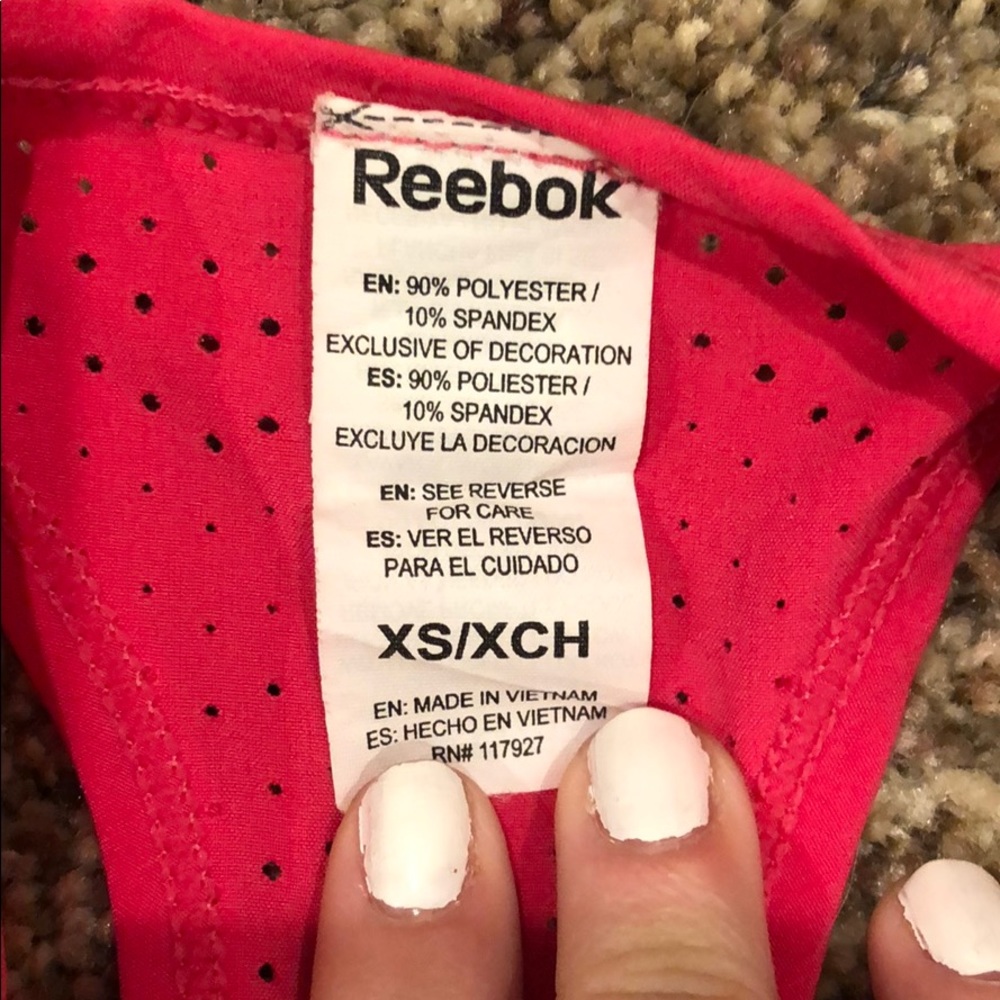 Reebok
EN: 90% POLYESTER /
10% SPANDEX
EXCLUSIVE OF DECORATION
ES: 90% POLIESTER /
10% SPANDEX
EXCLUYE LA DECORACION
EN: SEE REVERSE
FOR CARE
ES: VER EL REVERSO
PARA EL CUIDADO
XS/XCH
EN: MADE IN VIETNAM
ES: HECHO EN VIETNAM
RN# 117927